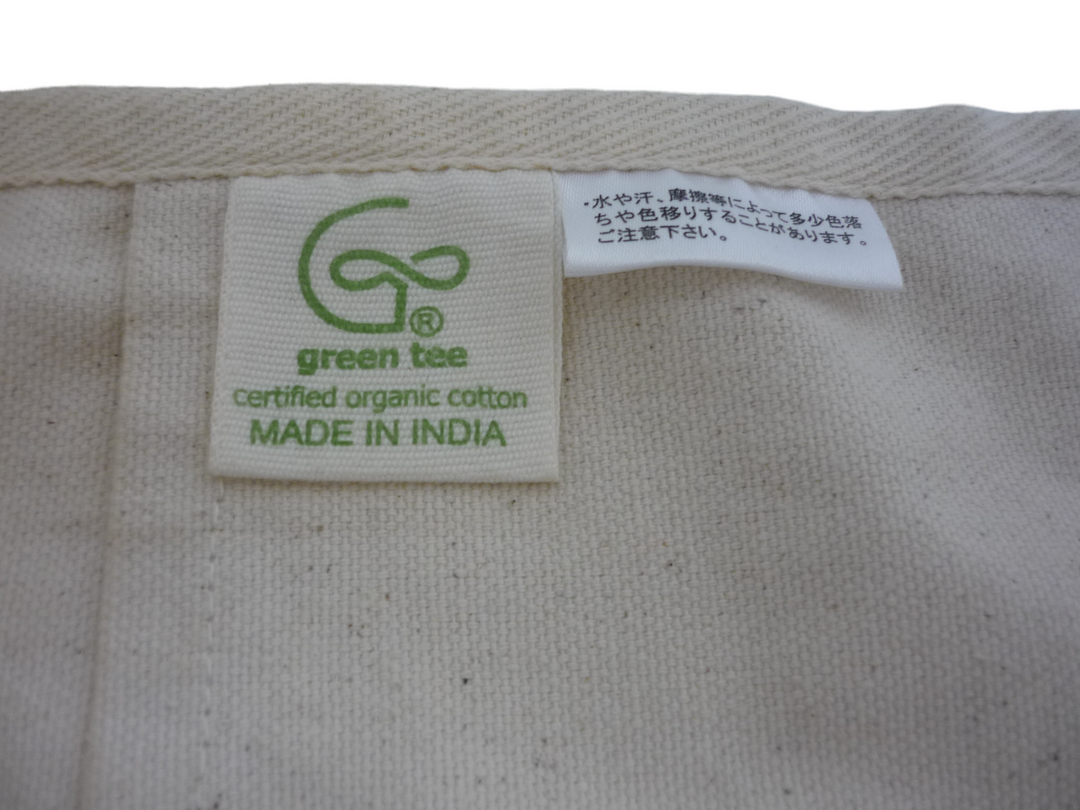 ®
green tee
certified organic cotton
MADE IN INDIA
・水や汗、摩擦等によって多少色落
ちや色移りすることがあります。
ご注意下さい。